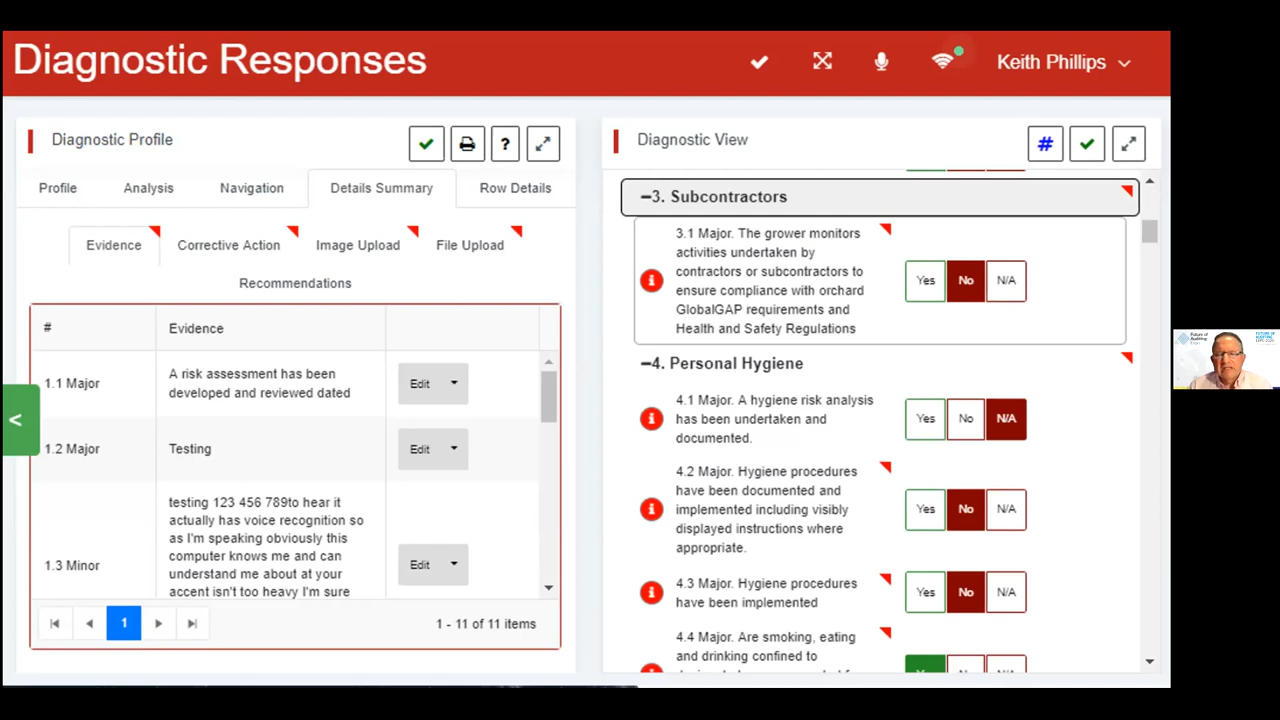 Diagnostic Responses
Keith Phillips
Diagnostic Profile
?
Profile
Analysis
Navigation
Details Summary
Row Details
Evidence
Corrective Action
Image Upload
File Upload
Recommendations
#
Evidence
1.1 Major
A risk assessment has been
developed and reviewed dated
Edit
1.2 Major
Testing
Edit
1.3 Minor
testing 123 456 789to hear it
actually has voice recognition so
as I'm speaking obviously this
computer knows me and can
understand me about at your
accent isn't too heavy I'm sure
Edit
1
1 - 11 of 11 items
<
Diagnostic View
#
3. Subcontractors
3.1 Major. The grower monitors
activities undertaken by
contractors or subcontractors to
ensure compliance with orchard
GlobalGAP requirements and
Health and Safety Regulations
Yes No N/A
4. Personal Hygiene
4.1 Major. A hygiene risk analysis
has been undertaken and
documented.
Yes No N/A
4.2 Major. Hygiene procedures
have been documented and
implemented including visibly
displayed instructions where
appropriate.
Yes No N/A
4.3 Major. Hygiene procedures
have been implemented
Yes No N/A
4.4 Major. Are smoking, eating
and drinking confined to